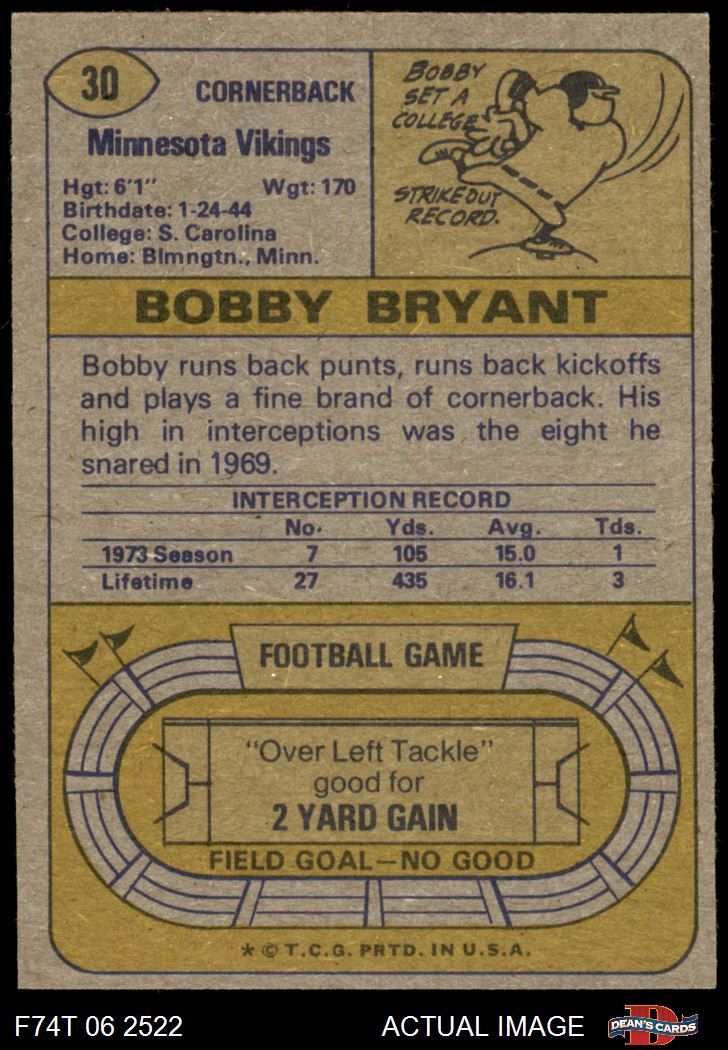 30
CORNERBACK
Minnesota Vikings
Hgt: 6'1" Wgt: 170
Birthdate: 1-24-44
College: S. Carolina
Home: Blmngtn., Minn.
BOBBY
SET A
COLLEGE
STRIKEOUT
RECORD.
BOBBY BRYANT
Bobby runs back punts, runs back kickoffs
and plays a fine brand of cornerback. His
high in interceptions was the eight he
snared in 1969.
INTERCEPTION RECORD
No. Yds. Avg. Tds.
1973 Season 7 105 15.0 1
Lifetime 27 435 16.1 3
FOOTBALL GAME
"Over Left Tackle"
good for
2 YARD GAIN
FIELD GOAL—NO GOOD
* © T.C.G. PRTD. IN U.S.A.
F74T 06 2522 ACTUAL IMAGE
D
DEAN'S CARDS